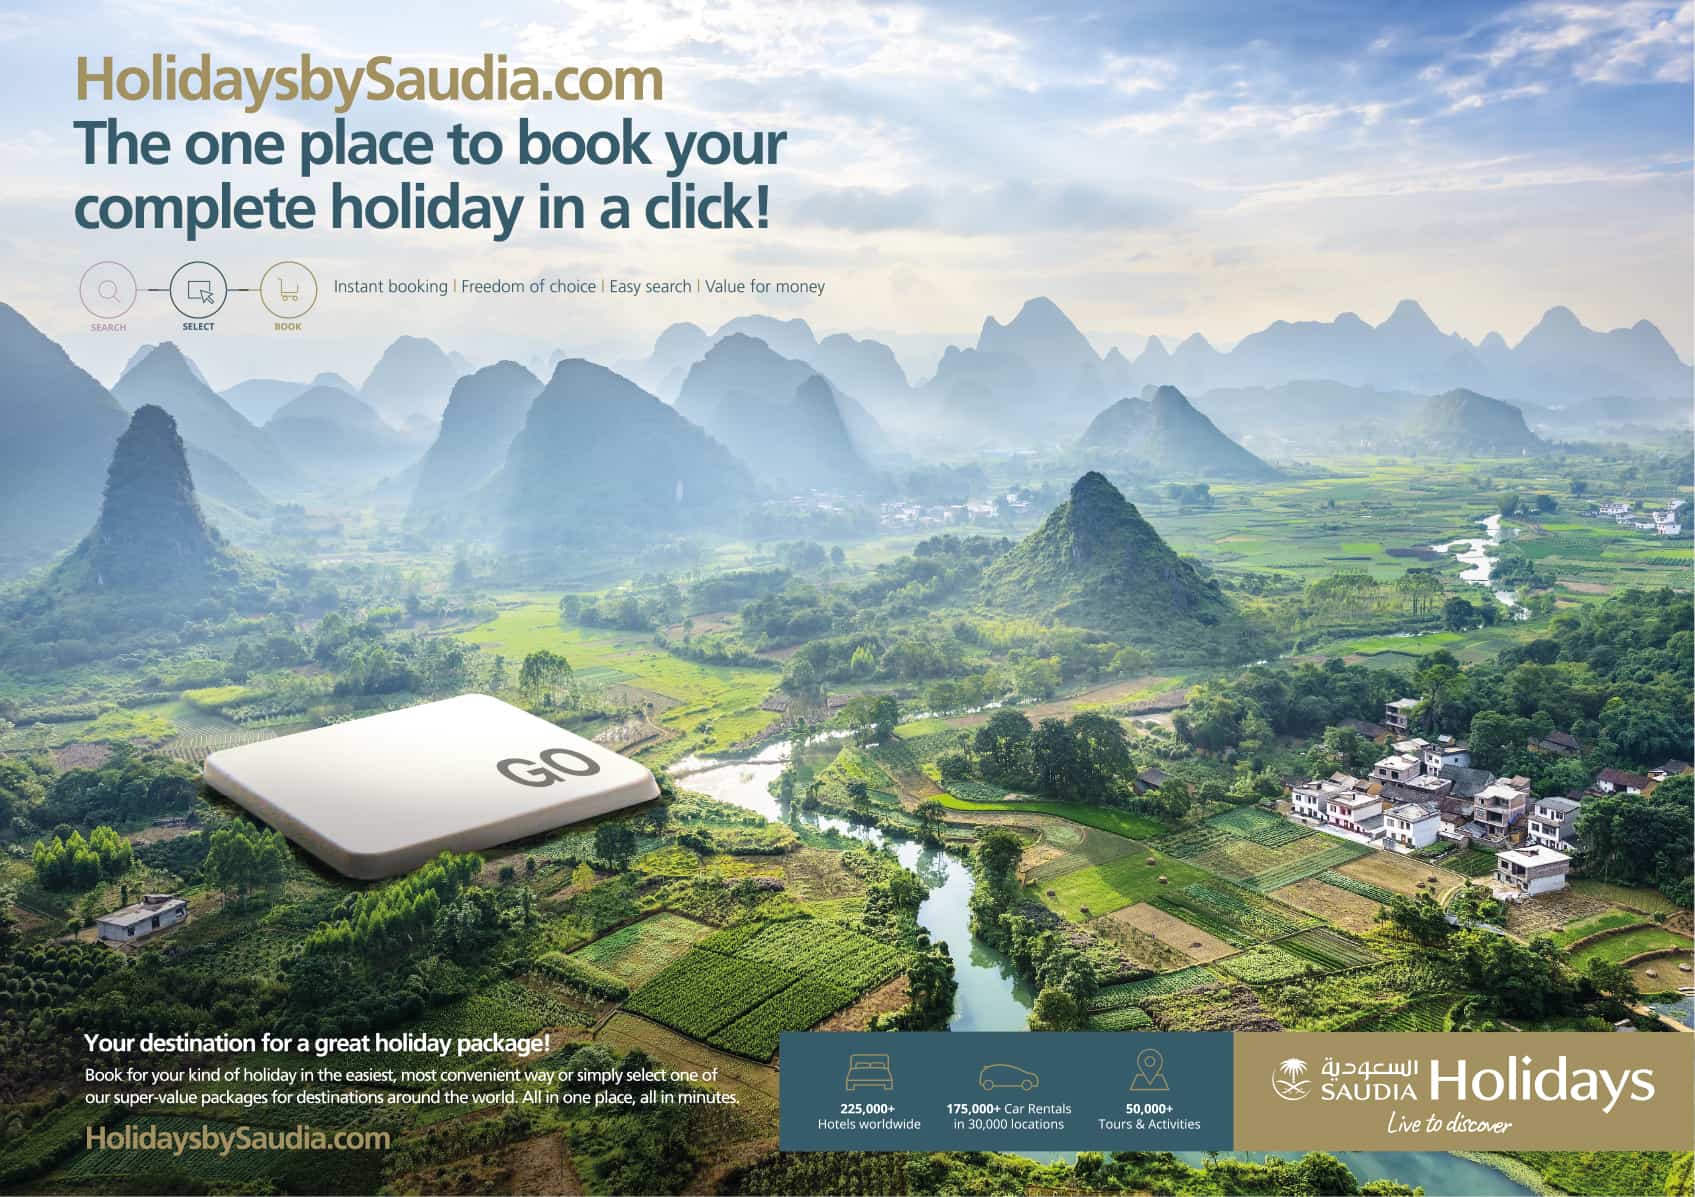 HolidaysbySaudia.com
The one place to book your
complete holiday in a click!
SEARCH
SELECT
BOOK
Instant booking | Freedom of choice | Easy search | Value for money
GO
Your destination for a great holiday package!
Book for your kind of holiday in the easiest, most convenient way or simply select one of
our super-value packages for destinations around the world. All in one place, all in minutes.
HolidaysbySaudia.com
225,000+
Hotels worldwide
175,000+ Car Rentals
in 30,000 locations
50,000+
Tours & Activities
السعودية
SAUDIA
Holidays
Live to discover